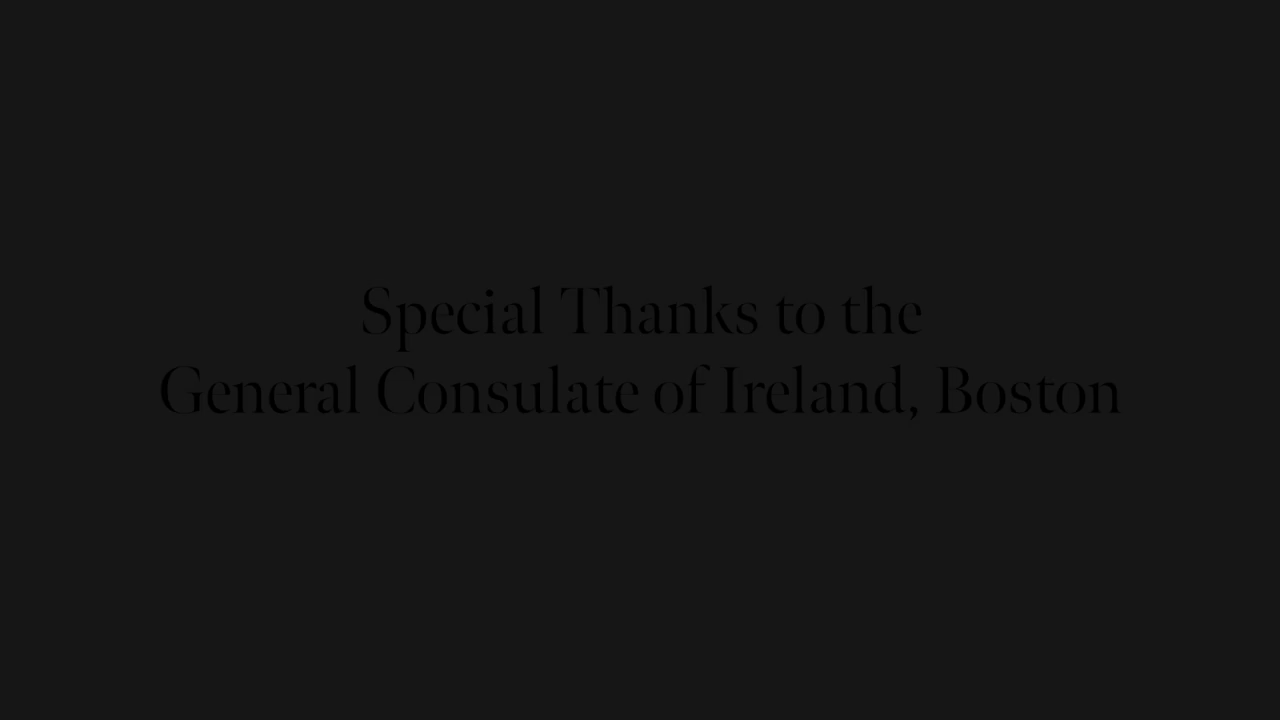 Special Thanks to the
General Consulate of Ireland, Boston